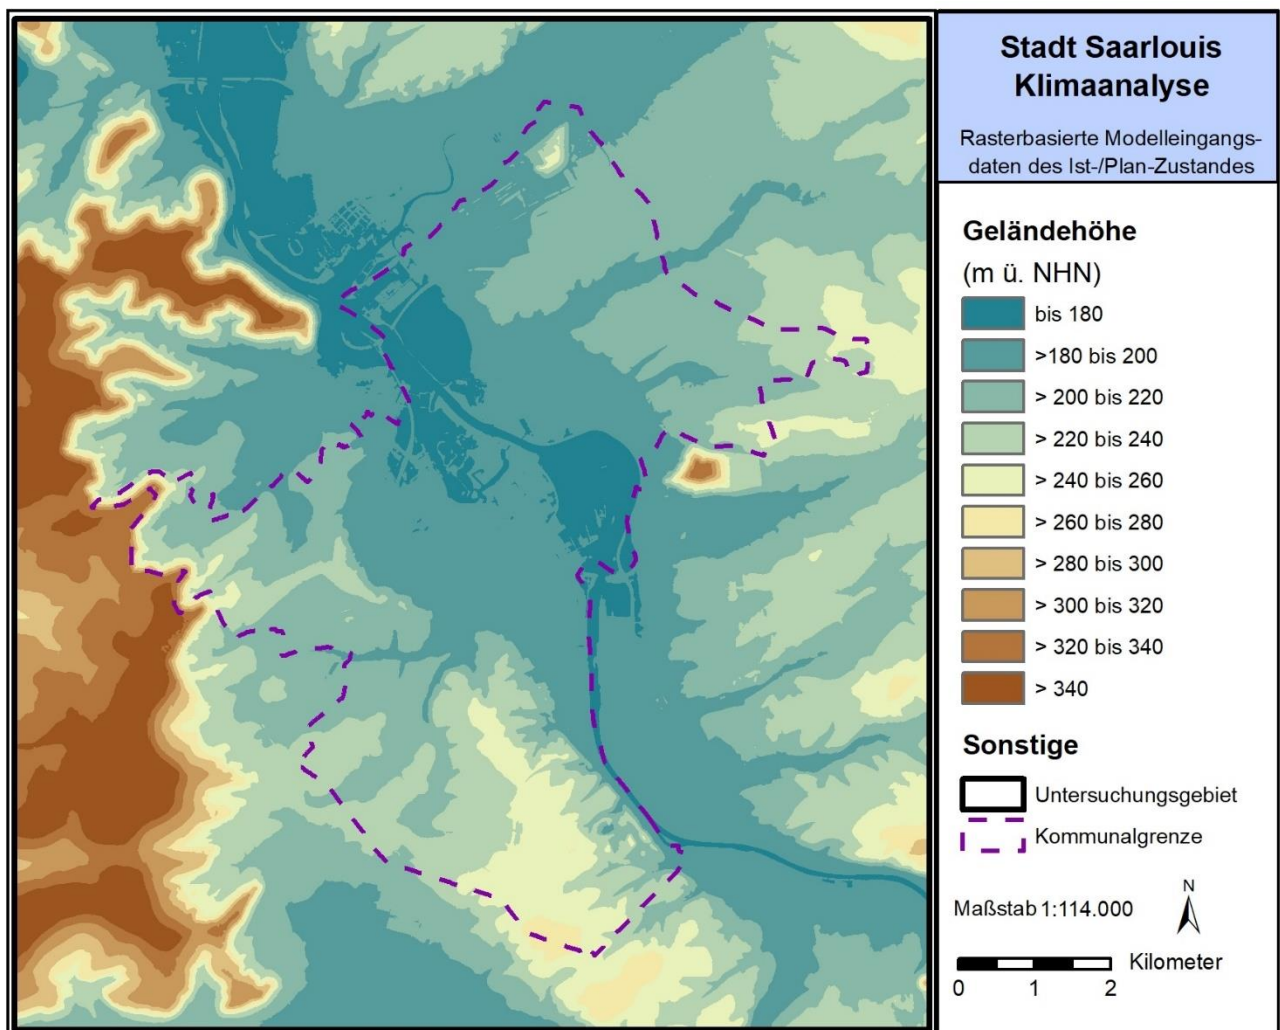 Stadt Saarlouis
Klimaanalyse
Rasterbasierte Modelleingangs-
daten des Ist-/Plan-Zustandes
Geländehöhe
(m ü. NHN)
bis 180
>180 bis 200
> 200 bis 220
> 220 bis 240
> 240 bis 260
> 260 bis 280
> 280 bis 300
> 300 bis 320
> 320 bis 340
> 340
Sonstige
Untersuchungsgebiet
Kommunalgrenze
N
Maßstab 1:114.000
Kilometer
0 1 2